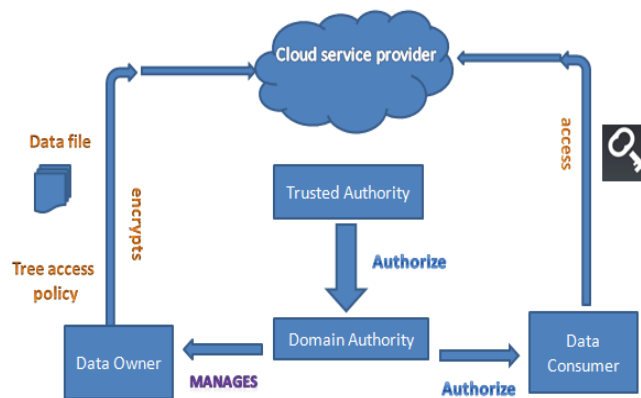 Cloud service provider
Data file
access
encrypts
Trusted Authority
Authorize
Tree access
policy
Domain Authority
Data Owner
MANAGES
Authorize
Data
Consumer